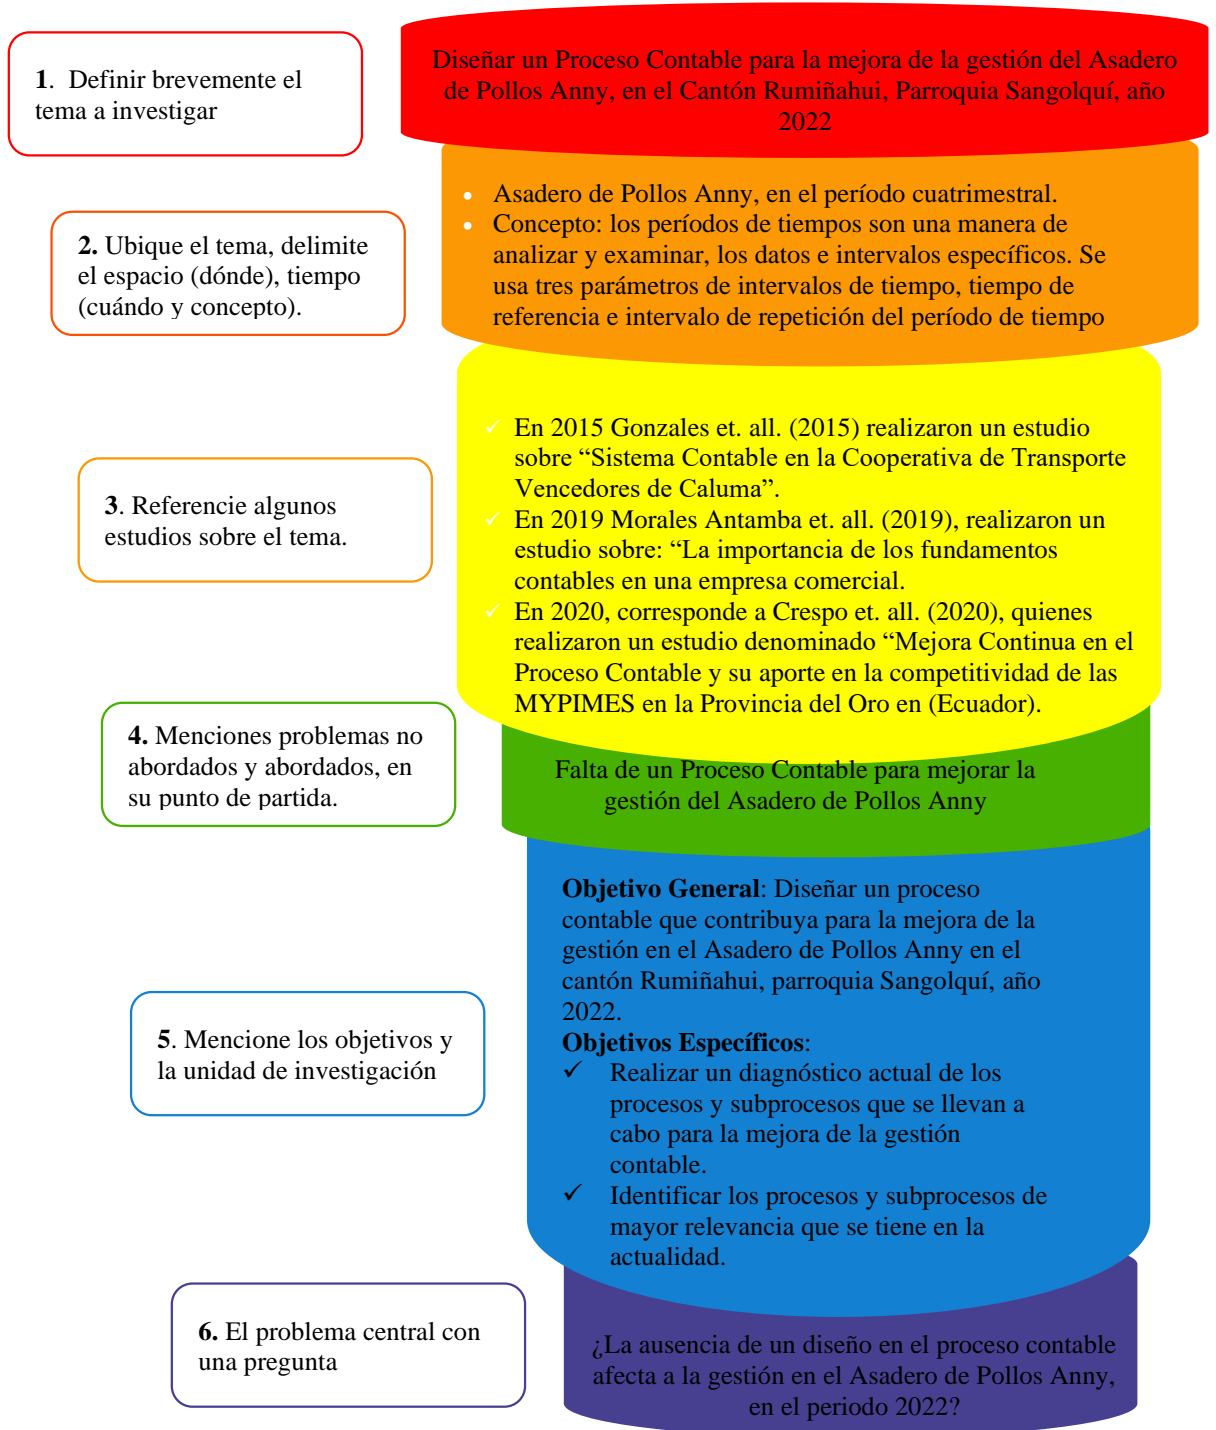 1. Definir brevemente el
tema a investigar
Diseñar un Proceso Contable para la mejora de la gestión del Asadero
de Pollos Anny, en el Cantón Rumiñahui, Parroquia Sangolquí, año
2022
2. Ubique el tema, delimite
el espacio (dónde), tiempo
(cuándo y concepto).
• Asadero de Pollos Anny, en el período cuatrimestral.
• Concepto: los períodos de tiempos son una manera de
analizar y examinar, los datos e intervalos específicos. Se
usa tres parámetros de intervalos de tiempo, tiempo de
referencia e intervalo de repetición del período de tiempo
3. Referencie algunos
estudios sobre el tema.
✓ En 2015 Gonzales et. all. (2015) realizaron un estudio
sobre “Sistema Contable en la Cooperativa de Transporte
Vencedores de Caluma”.
✓ En 2019 Morales Antamba et. all. (2019), realizaron un
estudio sobre: “La importancia de los fundamentos
contables en una empresa comercial.
✓ En 2020, corresponde a Crespo et. all. (2020), quienes
realizaron un estudio denominado “Mejora Continua en el
Proceso Contable y su aporte en la competitividad de las
MYPIMES en la Provincia del Oro en (Ecuador).
4. Menciones problemas no
abordados y abordados, en
su punto de partida.
Falta de un Proceso Contable para mejorar la
gestión del Asadero de Pollos Anny
5. Mencione los objetivos y
la unidad de investigación
Objetivo General: Diseñar un proceso
contable que contribuya para la mejora de la
gestión en el Asadero de Pollos Anny en el
cantón Rumiñahui, parroquia Sangolquí, año
2022.
Objetivos Específicos:
✓ Realizar un diagnóstico actual de los
procesos y subprocesos que se llevan a
cabo para la mejora de la gestión
contable.
✓ Identificar los procesos y subprocesos de
mayor relevancia que se tiene en la
actualidad.
6. El problema central con
una pregunta
¿La ausencia de un diseño en el proceso contable
afecta a la gestión en el Asadero de Pollos Anny,
en el periodo 2022?